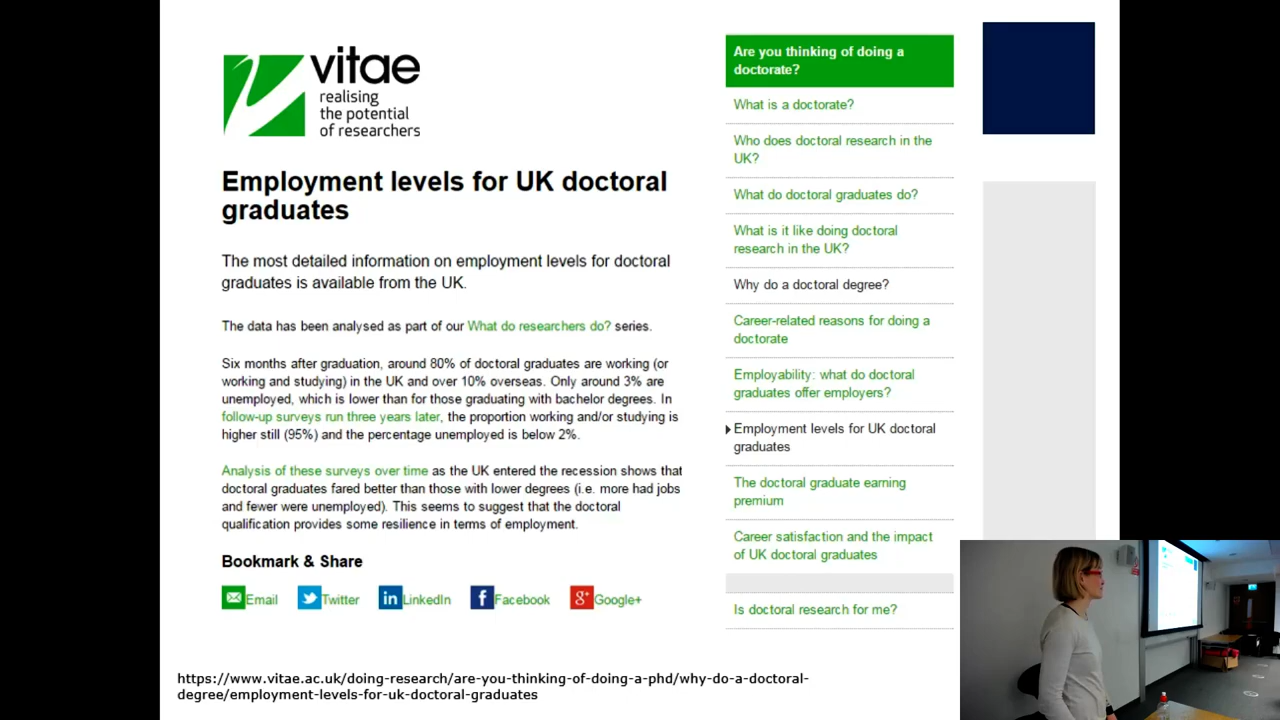 vitae
realising
the potential
of researchers
Employment levels for UK doctoral
graduates
The most detailed information on employment levels for doctoral
graduates is available from the UK.
The data has been analysed as part of our What do researchers do? series.
Six months after graduation, around 80% of doctoral graduates are working (or
working and studying) in the UK and over 10% overseas. Only around 3% are
unemployed, which is lower than for those graduating with bachelor degrees. In
follow-up surveys run three years later, the proportion working and/or studying is
higher still (95%) and the percentage unemployed is below 2%.
Analysis of these surveys over time as the UK entered the recession shows that
doctoral graduates fared better than those with lower degrees (i.e. more had jobs
and fewer were unemployed). This seems to suggest that the doctoral
qualification provides some resilience in terms of employment.
Bookmark & Share
Email Twitter in LinkedIn f Facebook g+ Google+
https://www.vitae.ac.uk/doing-research/are-you-thinking-of-doing-a-phd/why-do-a-doctoral-
degree/employment-levels-for-uk-doctoral-graduates
Are you thinking of doing a
doctorate?
What is a doctorate?
Who does doctoral research in the
UK?
What do doctoral graduates do?
What is it like doing doctoral
research in the UK?
Why do a doctoral degree?
Career-related reasons for doing a
doctorate
Employability: what do doctoral
graduates offer employers?
Employment levels for UK doctoral
graduates
The doctoral graduate earning
premium
Career satisfaction and the impact
of UK doctoral graduates
Is doctoral research for me?